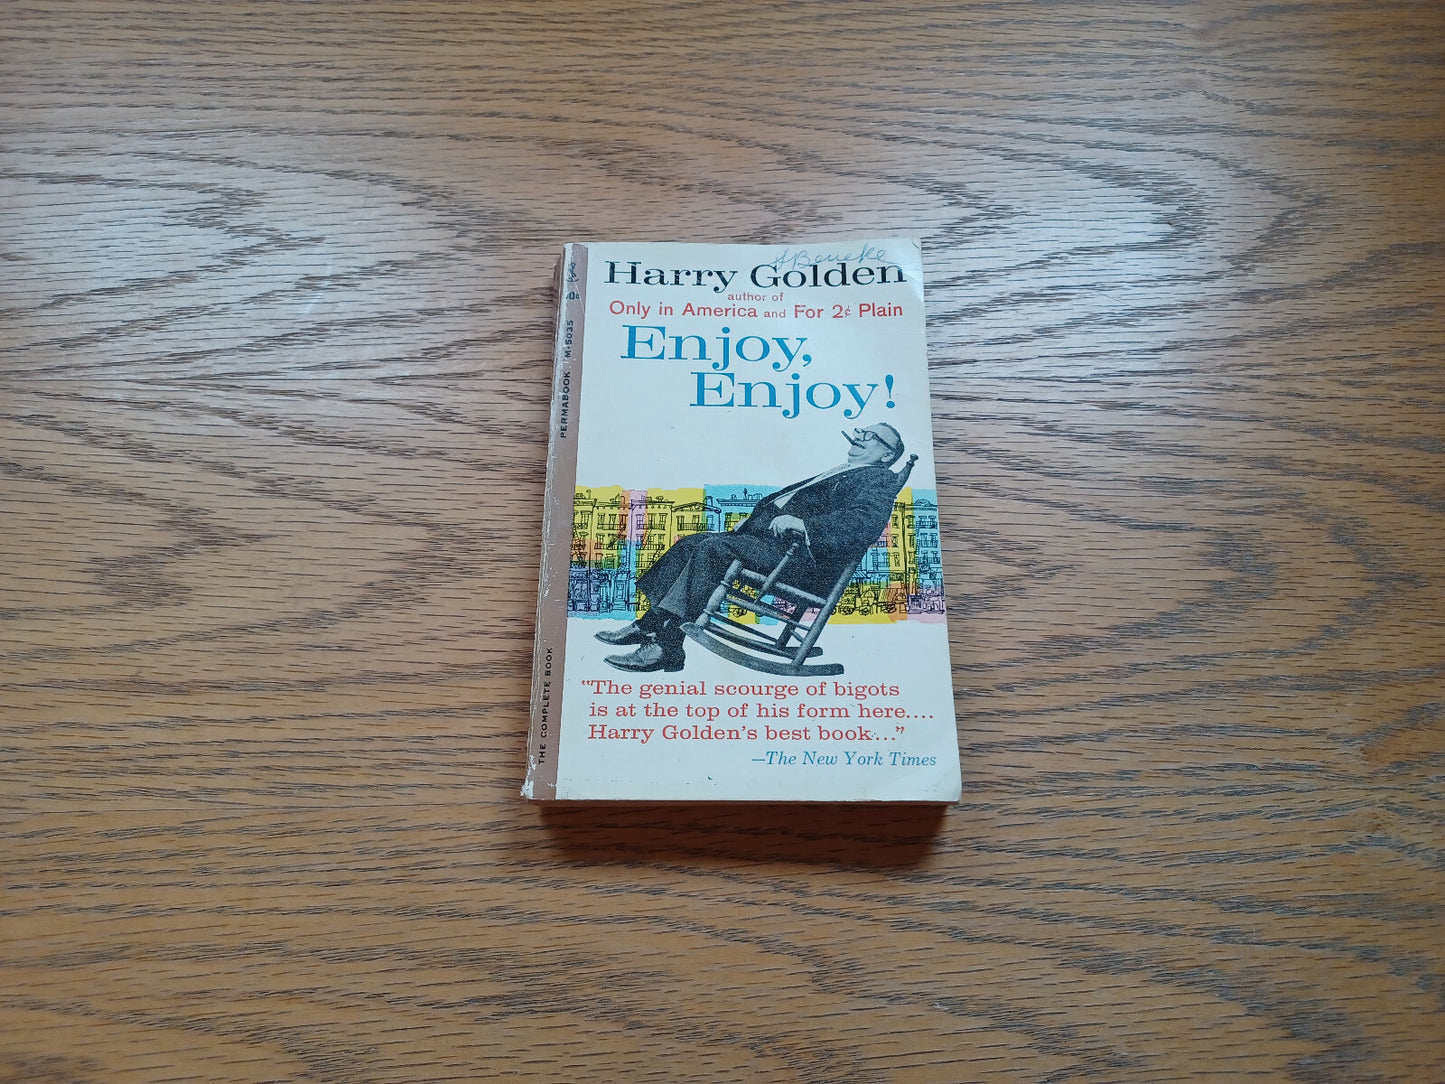 Harry Golden
author of
Only in America and For 2¢ Plain
Enjoy,
Enjoy!
"The genial scourge of bigots
is at the top of his form here....
Harry Golden's best book..."
—The New York Times
PERMABOOK M-5035
THE COMPLETE BOOK